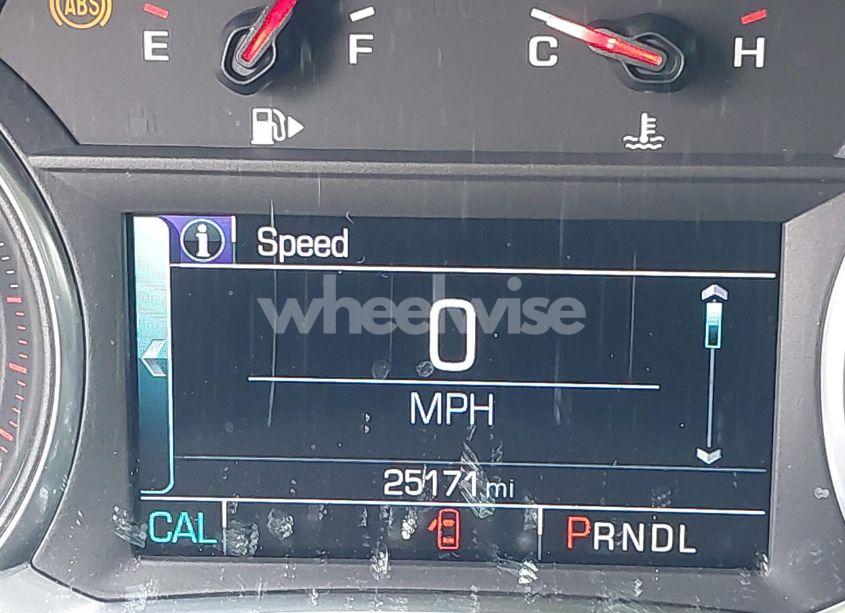 ABS
E F C H
i Speed
wheelwise
0
MPH
25171 mi
CAL PRNDL